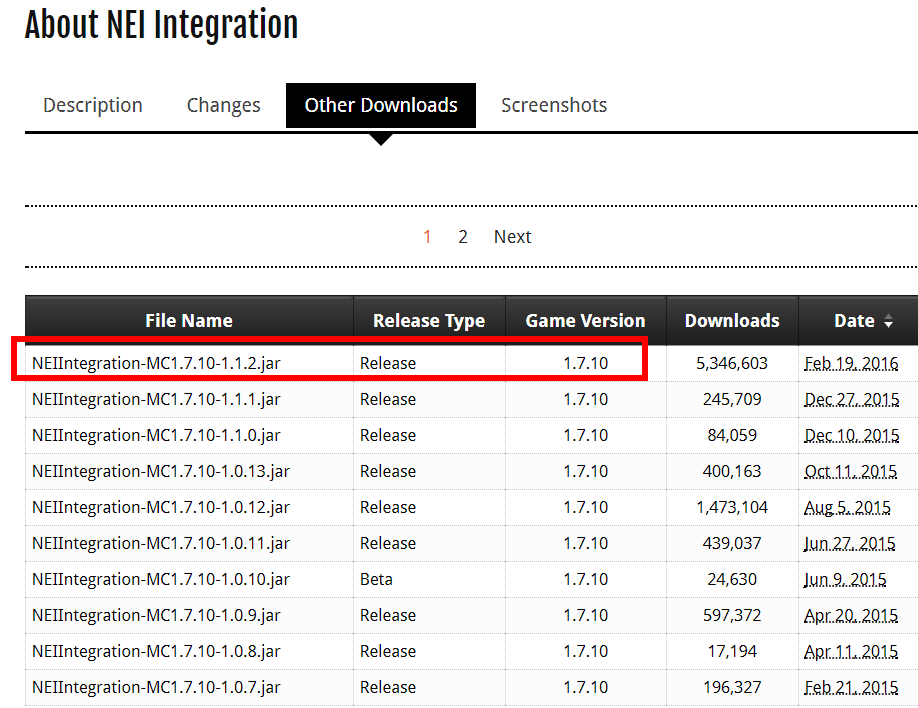 About NEI Integration
Description Changes Other Downloads Screenshots
1 2 Next
File Name Release Type Game Version Downloads Date
NEIIntegration-MC1.7.10-1.1.2.jar Release 1.7.10 5,346,603 Feb 19, 2016
NEIIntegration-MC1.7.10-1.1.1.jar Release 1.7.10 245,709 Dec 27, 2015
NEIIntegration-MC1.7.10-1.1.0.jar Release 1.7.10 84,059 Dec 10, 2015
NEIIntegration-MC1.7.10-1.0.13.jar Release 1.7.10 400,163 Oct 11, 2015
NEIIntegration-MC1.7.10-1.0.12.jar Release 1.7.10 1,473,104 Aug 5, 2015
NEIIntegration-MC1.7.10-1.0.11.jar Release 1.7.10 439,037 Jun 27, 2015
NEIIntegration-MC1.7.10-1.0.10.jar Beta 1.7.10 24,630 Jun 9, 2015
NEIIntegration-MC1.7.10-1.0.9.jar Release 1.7.10 597,372 Apr 20, 2015
NEIIntegration-MC1.7.10-1.0.8.jar Release 1.7.10 17,194 Apr 11, 2015
NEIIntegration-MC1.7.10-1.0.7.jar Release 1.7.10 196,327 Feb 21, 2015